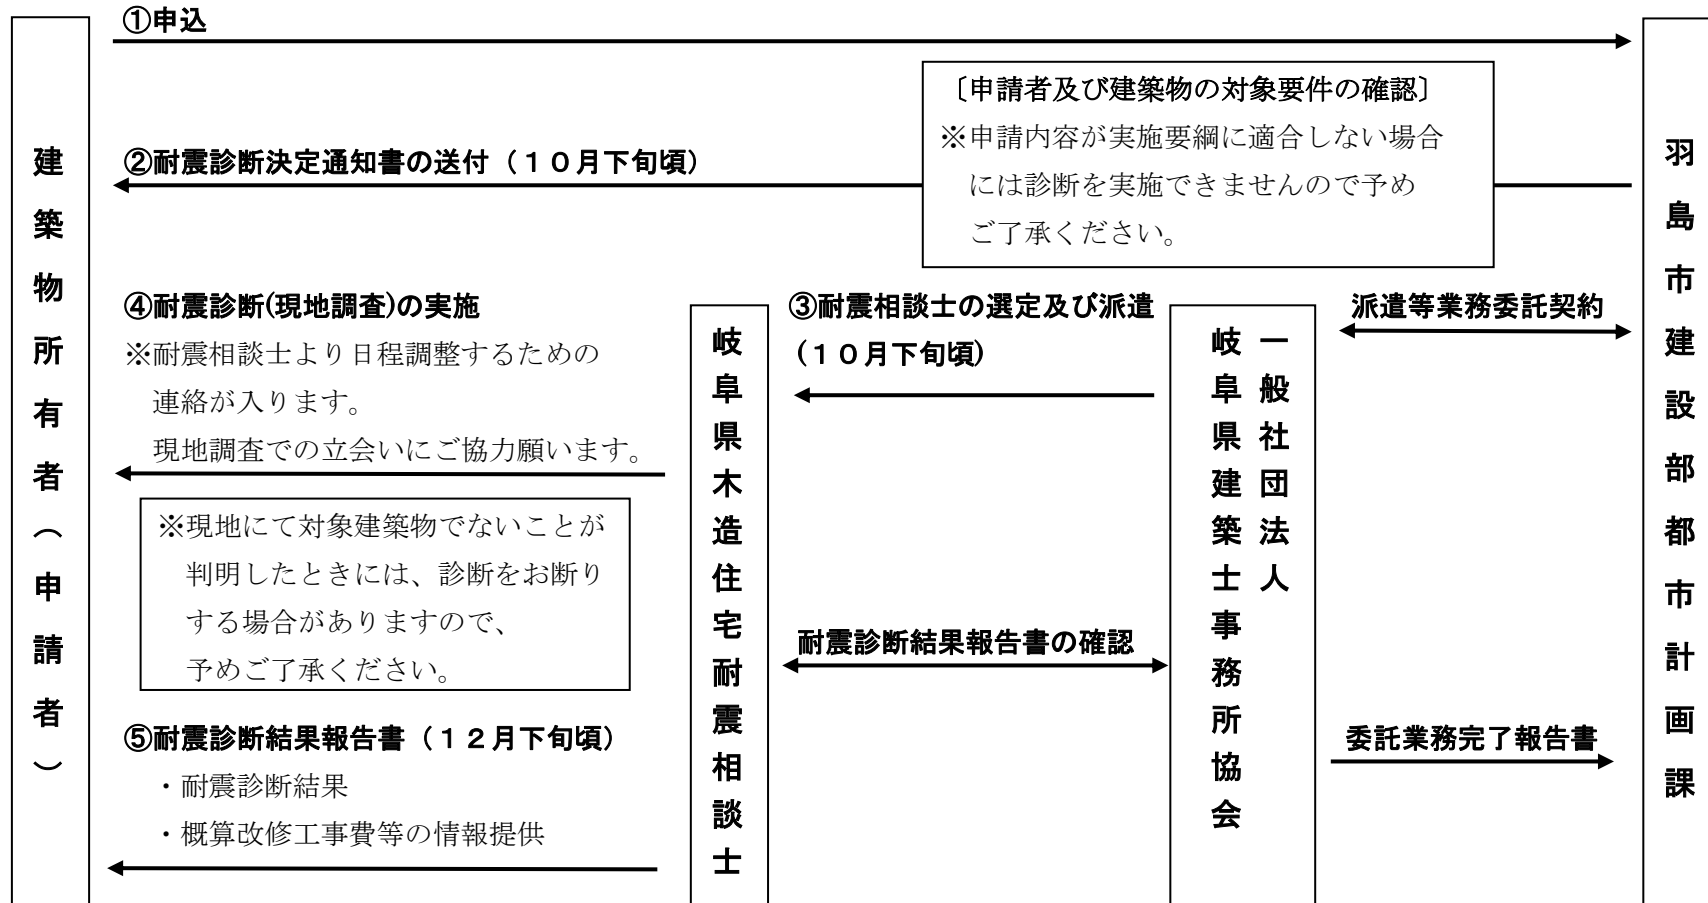 ①申込
〔申請者及び建築物の対象要件の確認〕
※申請内容が実施要綱に適合しない場合
には診断を実施できませんので予め
ご了承ください。
②耐震診断決定通知書の送付（１０月下旬頃）
建築物所有者（申請者）
④耐震診断(現地調査)の実施
※耐震相談士より日程調整するための
連絡が入ります。
現地調査での立会いにご協力願います。
※現地にて対象建築物でないことが
判明したときには、診断をお断り
する場合がありますので、
予めご了承ください。
⑤耐震診断結果報告書（１２月下旬頃）
・耐震診断結果
・概算改修工事費等の情報提供
岐阜県木造住宅耐震相談士
③耐震相談士の選定及び派遣
(１０月下旬頃)
耐震診断結果報告書の確認
一般社団法人
岐阜県建築士事務所協会
派遣等業務委託契約
委託業務完了報告書
羽島市建設部都市計画課